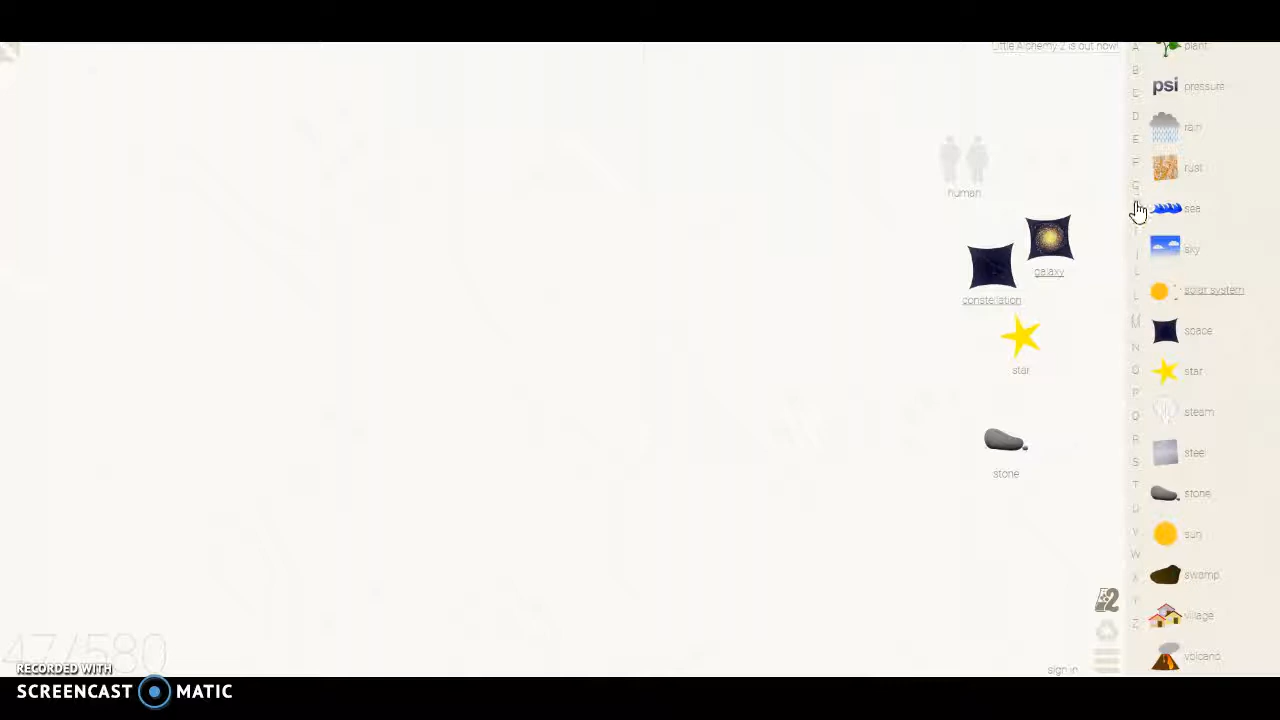 Little Alchemy 2 is out now!
human
galaxy
constellation
star
stone
47/580
sign in
A
B
E
D
E
F
G
I
L
L
M
N
O
P
Q
R
S
T
U
V
W
X
Y
Z
plant
psi pressure
rain
rust
sea
sky
solar system
space
star
steam
steel
stone
sun
swamp
village
volcano
2
RECORDED WITH
SCREENCAST MATIC